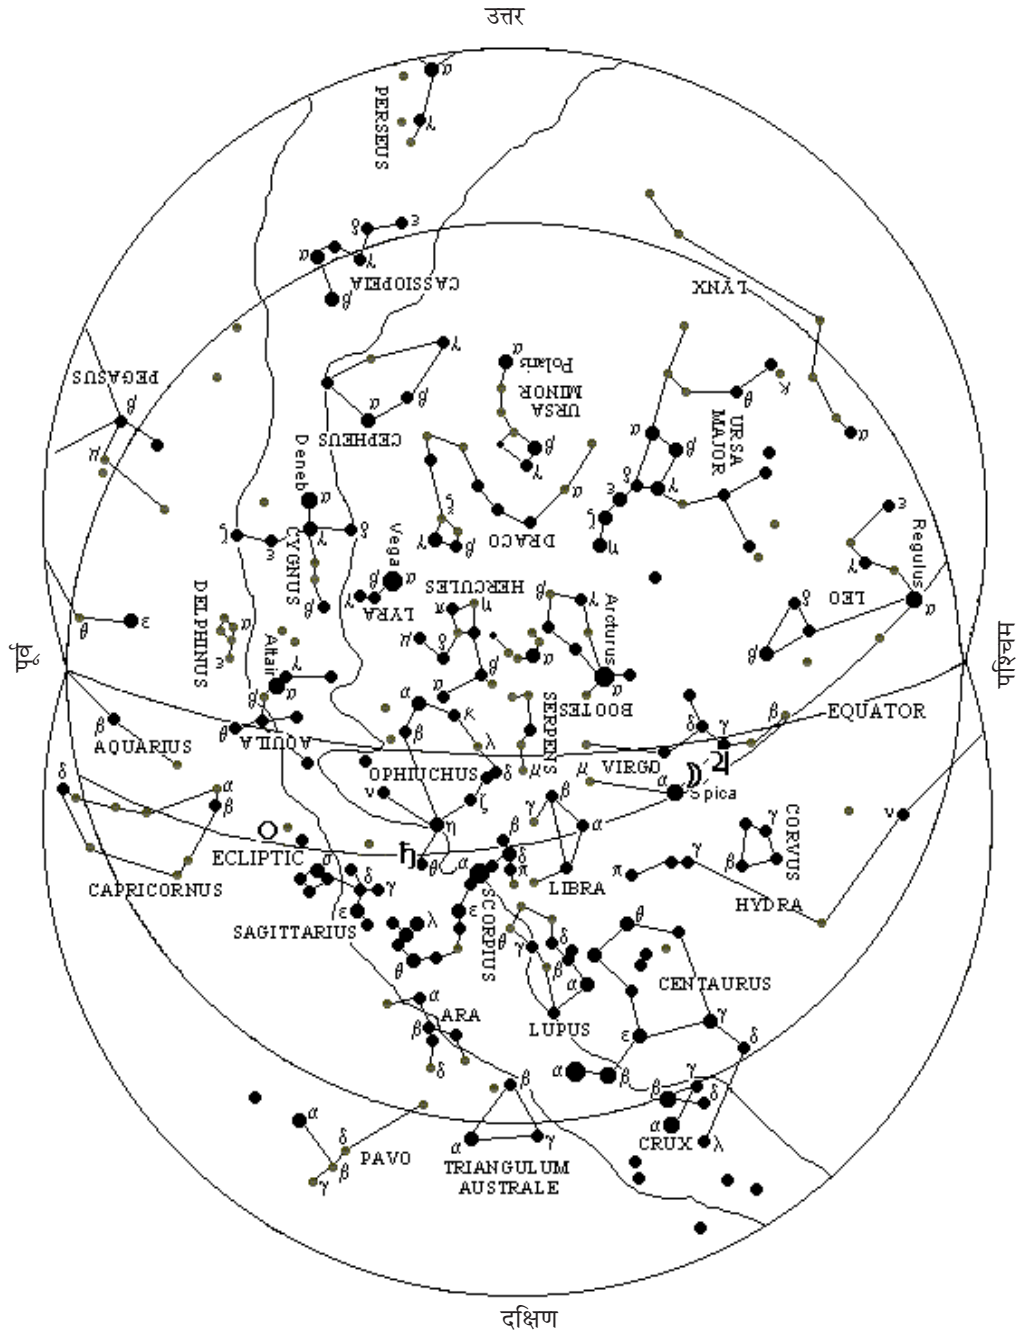 उत्तर
α
PERSEUS
γ
ε
δ
α
γ
CASSIOPEIA
β
LYNX
γ
α
Polaris
PEGASUS
β
α
β
URSA
MINOR
κ
θ
URSA
MAJOR
α
CEPHEUS
β
γ
α
β
μ
Deneb
α
α
δ
γ
ε
ε
ζ
ζ
γ
CYGNUS
δ
ε
ζ
γ
β
DRACO
η
Regulus
γ
Vega
α
β
γ
LYRA
HERCULES
η
π
β
γ
Arcturus
δ
LEO
α
DELPHINUS
α
ε
θ
ε
μ
δ
α
β
पूर्व
पश्चिम
Altair
γ
α
β
β
α
α
BOOTES
α
κ
SERPENS
β
AQUARIUS
θ
AQUILA
β
λ
δ
γ
β
EQUATOR
OPHIUCHUS
δ
μ
μ
VIRGO
α
Spica
♃
☽
δ
α
β
ν
ζ
γ
β
α
η
ν
CORVUS
γ
β
ECLIPTIC
♄
θ
α
β
δ
π
LIBRA
π
γ
HYDRA
CAPRICORNUS
σ
δ
γ
ε
SAGITTARIUS
λ
ε
SCORPIUS
θ
θ
γ
δ
β
α
θ
CENTAURUS
α
ARA
β
δ
LUPUS
ε
γ
δ
α
β
β
γ
β
δ
α
CRUX
λ
α
δ
β
γ
PAVO
α
γ
TRIANGULUM
AUSTRALE
दक्षिण